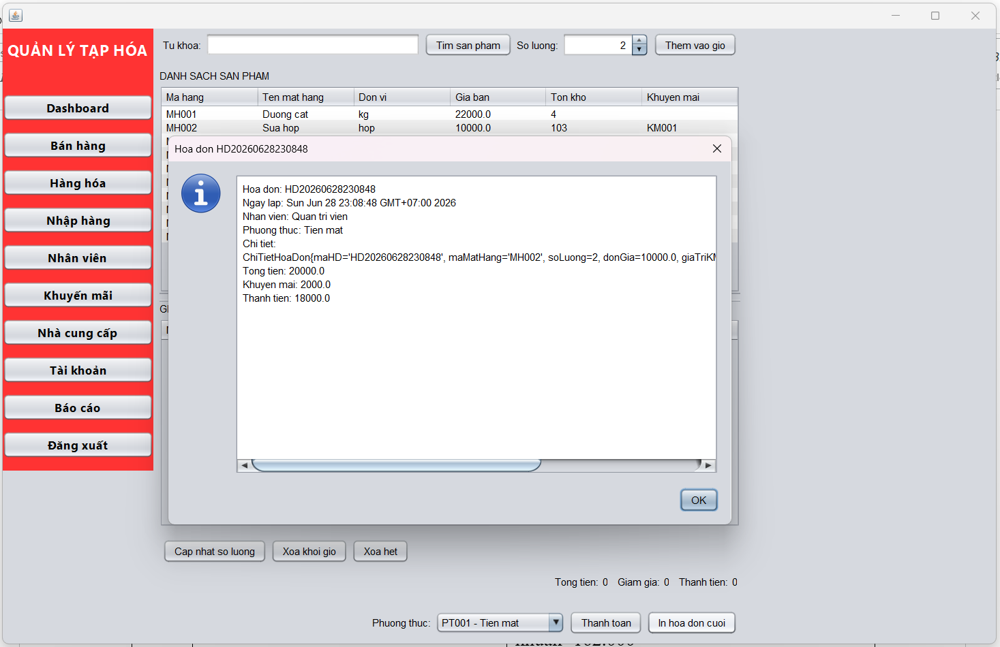 QUẢN LÝ TẠP HÓA
Dashboard
Bán hàng
Hàng hóa
Nhập hàng
Nhân viên
Khuyến mãi
Nhà cung cấp
Tài khoản
Báo cáo
Đăng xuất
Tu khoa: Tim san pham So luong: 2 Them vao gio
DANH SACH SAN PHAM
Ma hang Ten mat hang Don vi Gia ban Ton kho Khuyen mai
MH001 Duong cat kg 22000.0 4
MH002 Sua hop hop 10000.0 103 KM001
Hoa don HD20260628230848
Hoa don: HD20260628230848
Ngay lap: Sun Jun 28 23:08:48 GMT+07:00 2026
Nhan vien: Quan tri vien
Phuong thuc: Tien mat
Chi tiet:
ChiTietHoaDon{maHD='HD20260628230848', maMatHang='MH002', soLuong=2, donGia=10000.0, giaTriKM
Tong tien: 20000.0
Khuyen mai: 2000.0
Thanh tien: 18000.0
OK
Cap nhat so luong Xoa khoi gio Xoa het
Tong tien: 0 Giam gia: 0 Thanh tien: 0
Phuong thuc: PT001 - Tien mat Thanh toan In hoa don cuoi